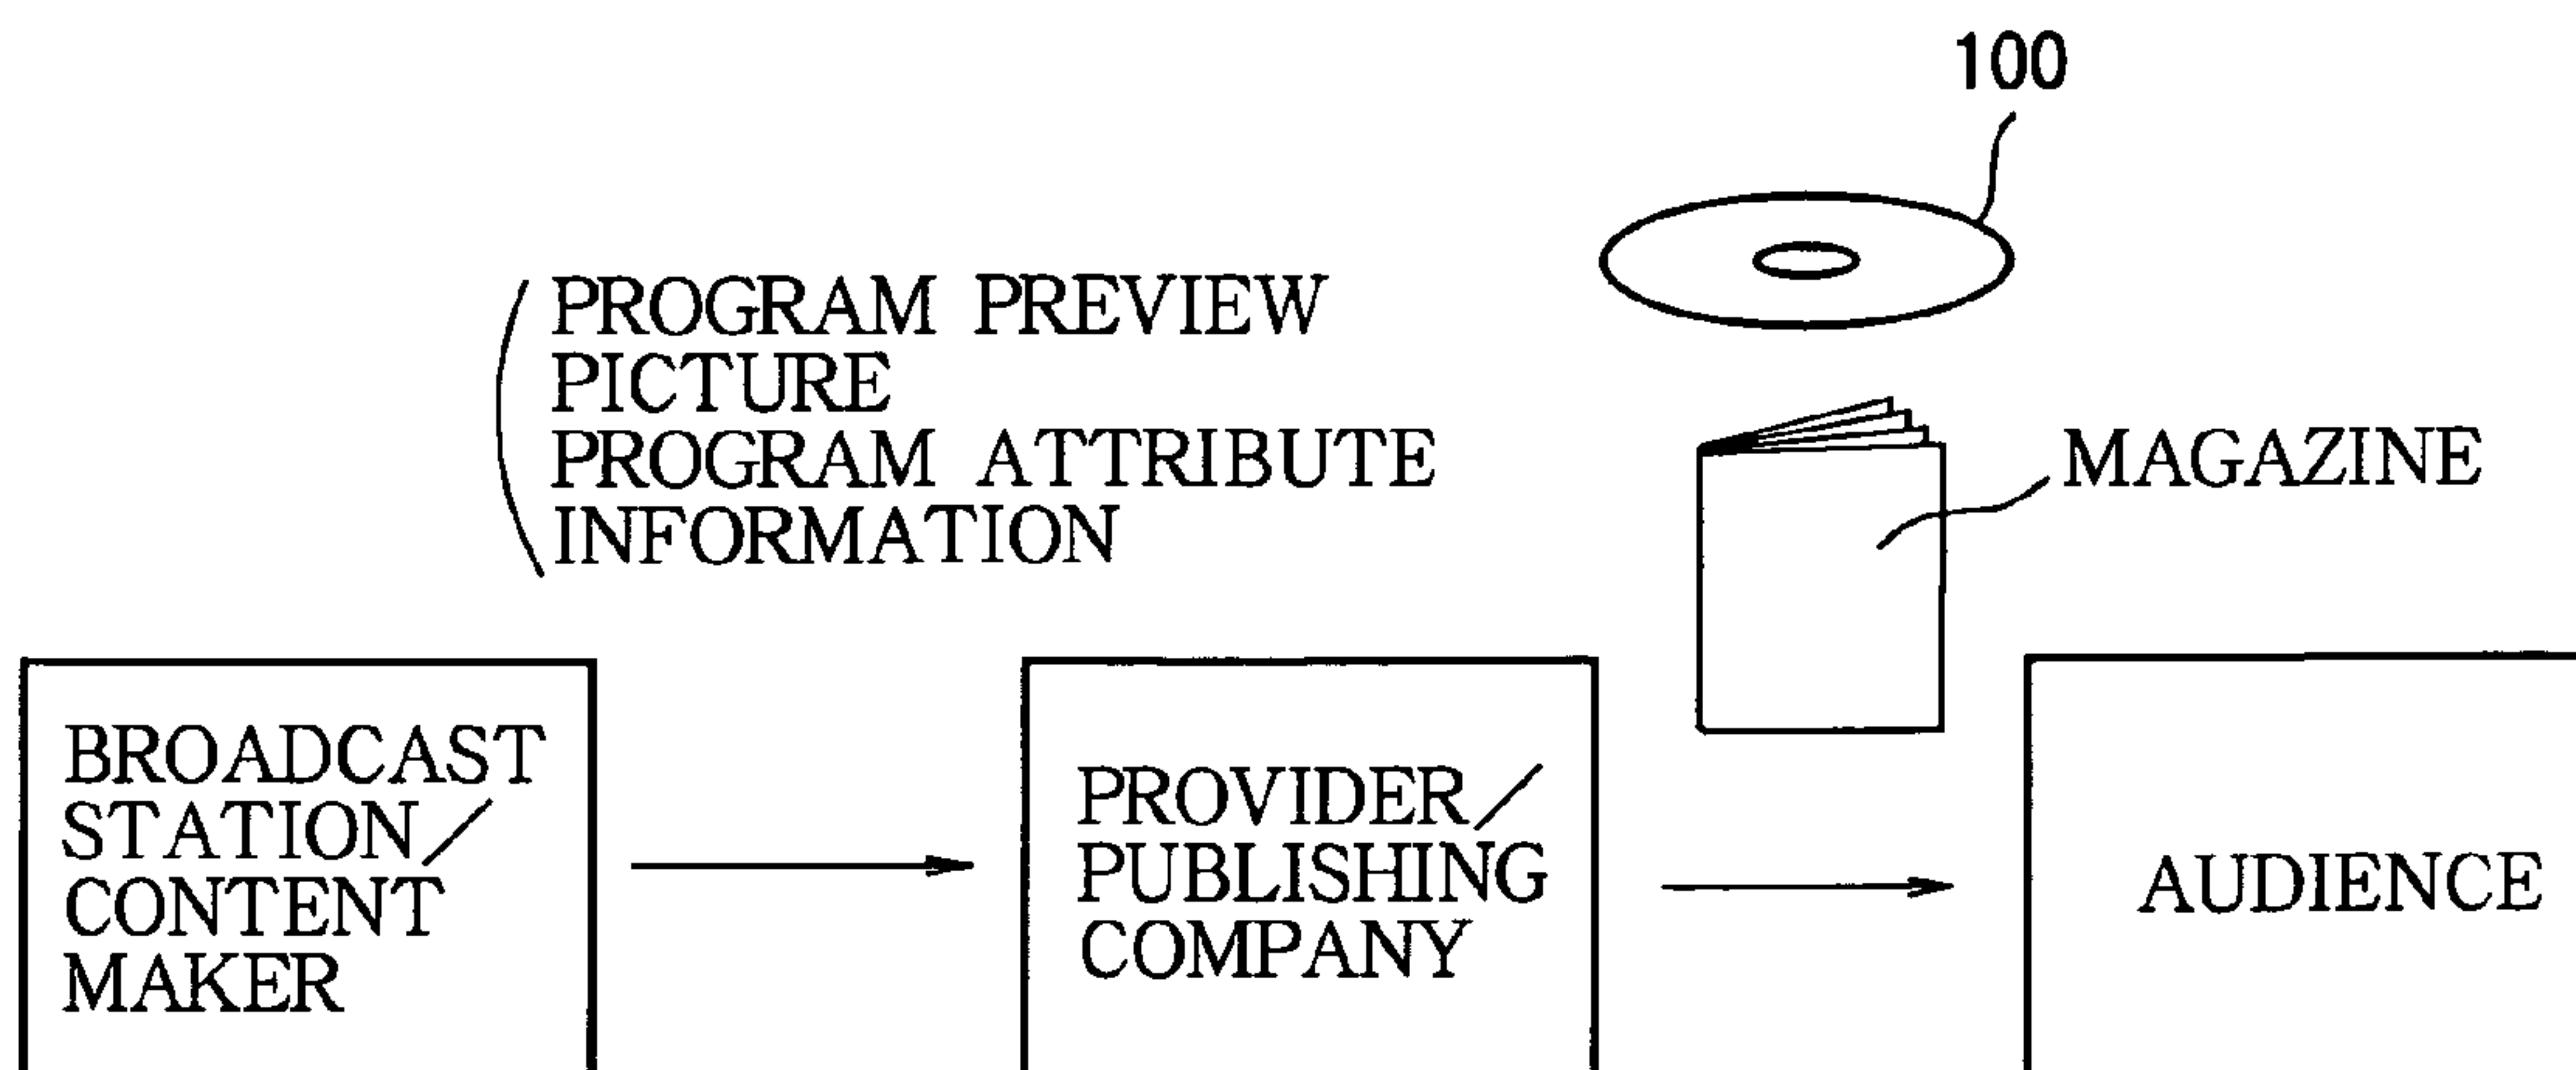 100
( PROGRAM PREVIEW
PICTURE
PROGRAM ATTRIBUTE
INFORMATION
MAGAZINE
BROADCAST
STATION/
CONTENT
MAKER
PROVIDER/
PUBLISHING
COMPANY
AUDIENCE